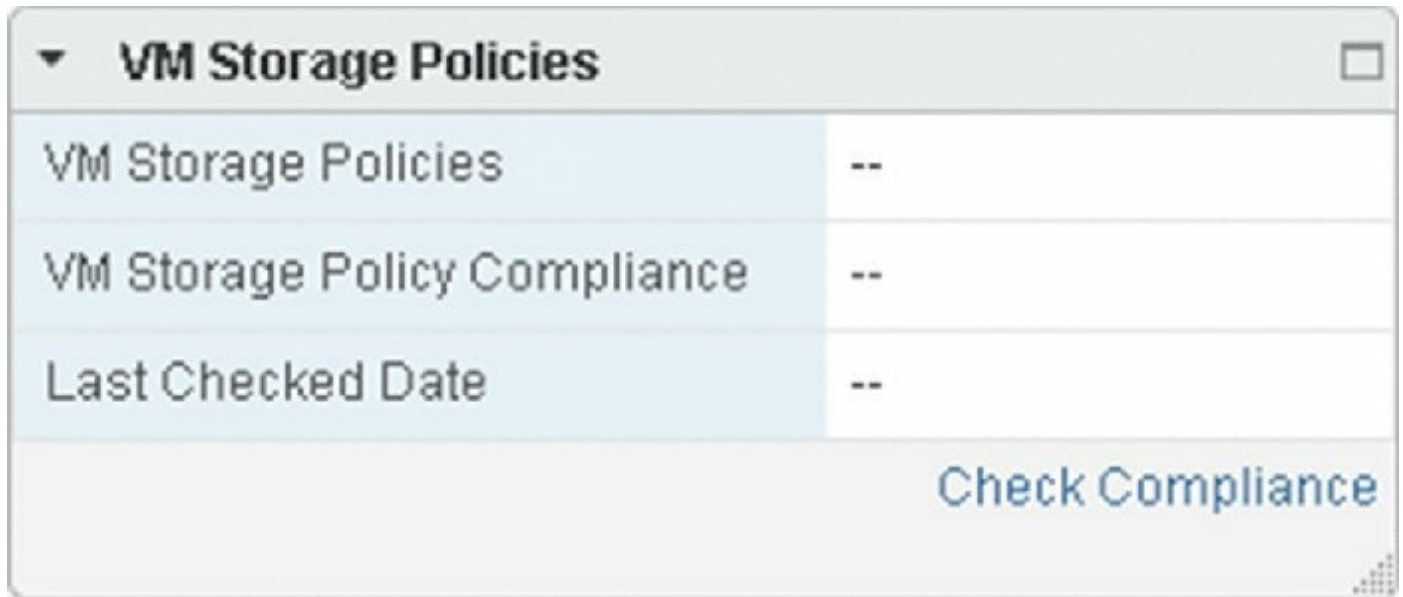 VM Storage Policies
VM Storage Policies --
VM Storage Policy Compliance --
Last Checked Date --
Check Compliance